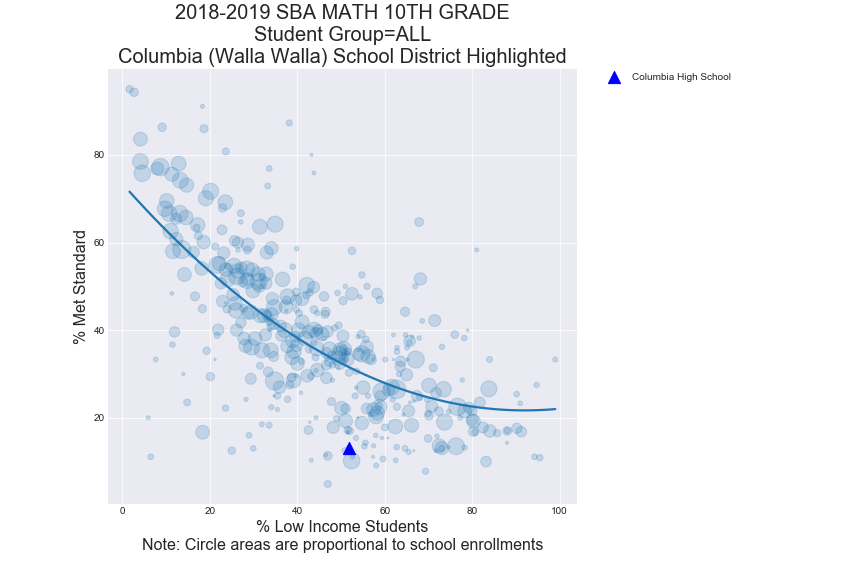 2018-2019 SBA MATH 10TH GRADE
Student Group=ALL
Columbia (Walla Walla) School District Highlighted
Columbia High School
80
60
40
20
% Met Standard
0 20 40 60 80 100
% Low Income Students
Note: Circle areas are proportional to school enrollments